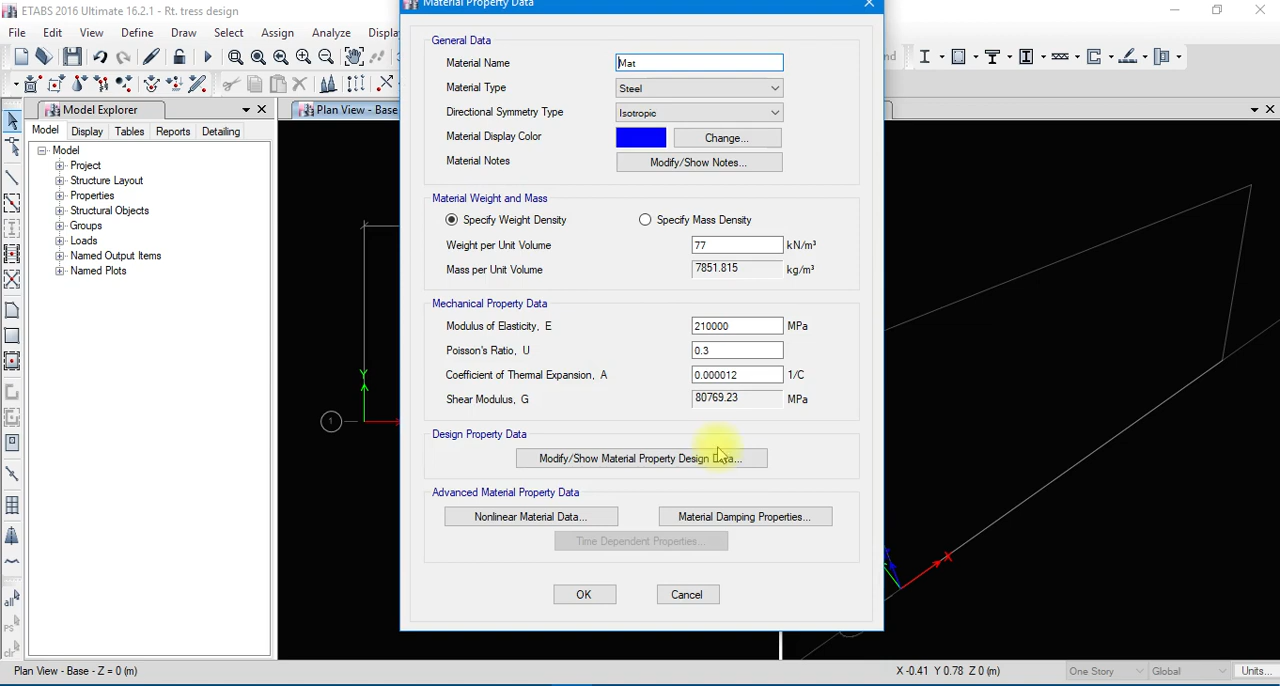 ETABS 2016 Ultimate 16.2.1 - Rt. tress design
Material Property Data
File Edit View Define Draw Select Assign Analyze Displa
nd
Model Explorer
Plan View - Base
Model Display Tables Reports Detailing
Model
Project
Structure Layout
Properties
Structural Objects
Groups
Loads
Named Output Items
Named Plots
General Data
Material Name Mat
Material Type Steel
Directional Symmetry Type Isotropic
Material Display Color Change...
Material Notes Modify/Show Notes...
Material Weight and Mass
Specify Weight Density Specify Mass Density
Weight per Unit Volume 77 kN/m³
Mass per Unit Volume 7851.815 kg/m³
Mechanical Property Data
Modulus of Elasticity, E 210000 MPa
Poisson's Ratio, U 0.3
Coefficient of Thermal Expansion, A 0.000012 1/C
Shear Modulus, G 80769.23 MPa
Design Property Data
Modify/Show Material Property Design Data...
Advanced Material Property Data
Nonlinear Material Data... Material Damping Properties...
Time Dependent Properties...
OK Cancel
Y
1
X
all
PS
clr
Plan View - Base - Z = 0 (m) X -0.41 Y 0.78 Z 0 (m) One Story Global Units...